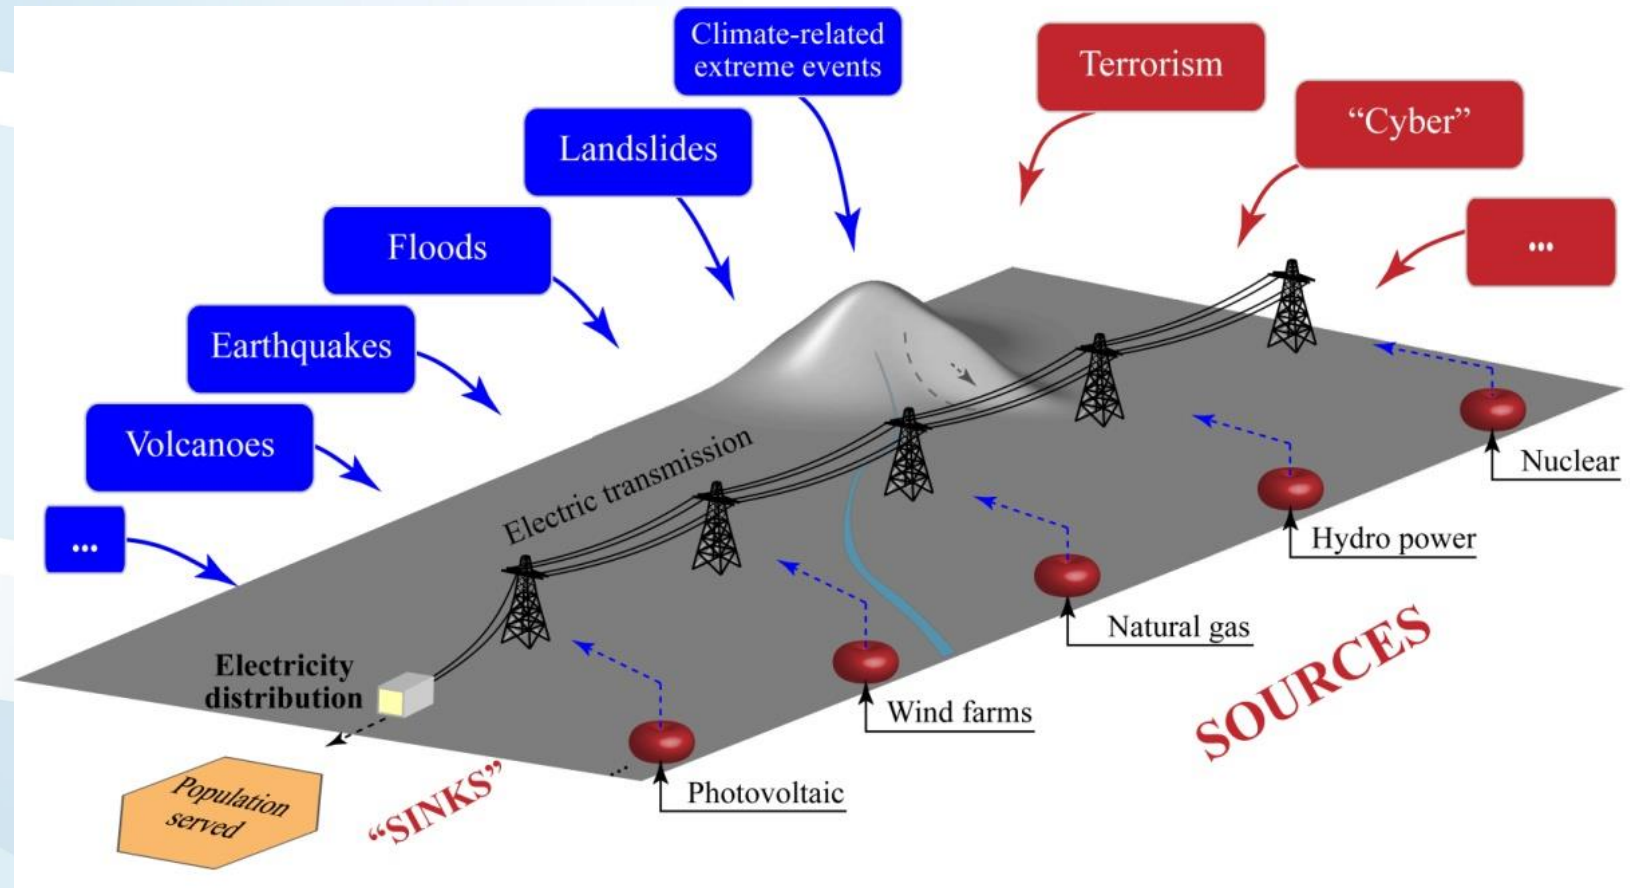 Climate-related
extreme events
Terrorism
“Cyber”
Landslides
...
Floods
Earthquakes
Volcanoes
...
Electric transmission
Nuclear
Hydro power
Natural gas
Wind farms
Photovoltaic
...
SOURCES
Electricity
distribution
“SINKS”
Population
served